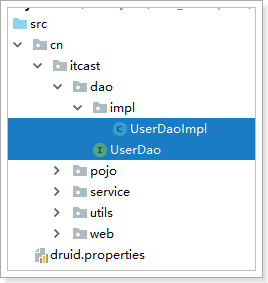 src
cn
itcast
dao
impl
UserDaoImpl
UserDao
pojo
service
utils
web
druid.properties